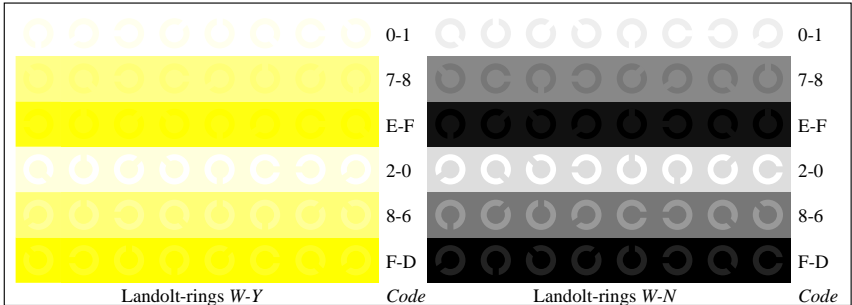 0-1 0-1
7-8 7-8
E-F E-F
2-0 2-0
8-6 8-6
F-D F-D
Landolt-rings W-Y Code Landolt-rings W-N Code